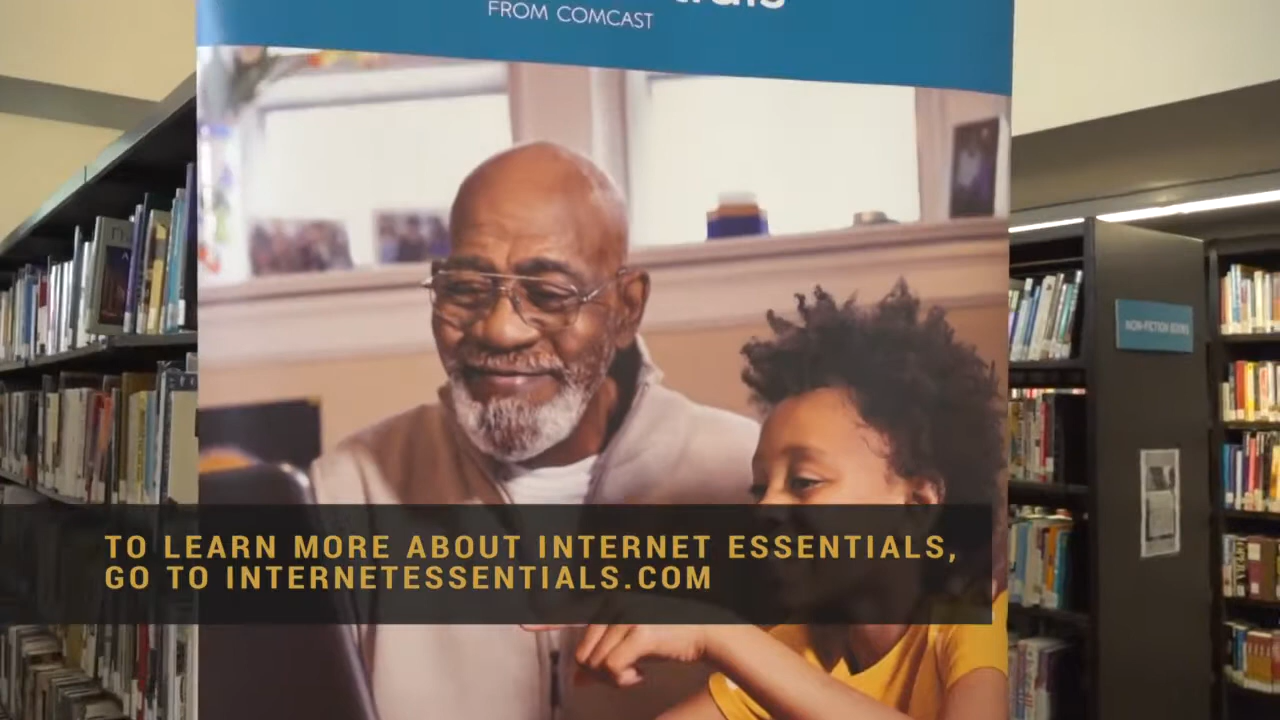 FROM COMCAST
NON-FICTION BOOKS
TO LEARN MORE ABOUT INTERNET ESSENTIALS,
GO TO INTERNETESSENTIALS.COM